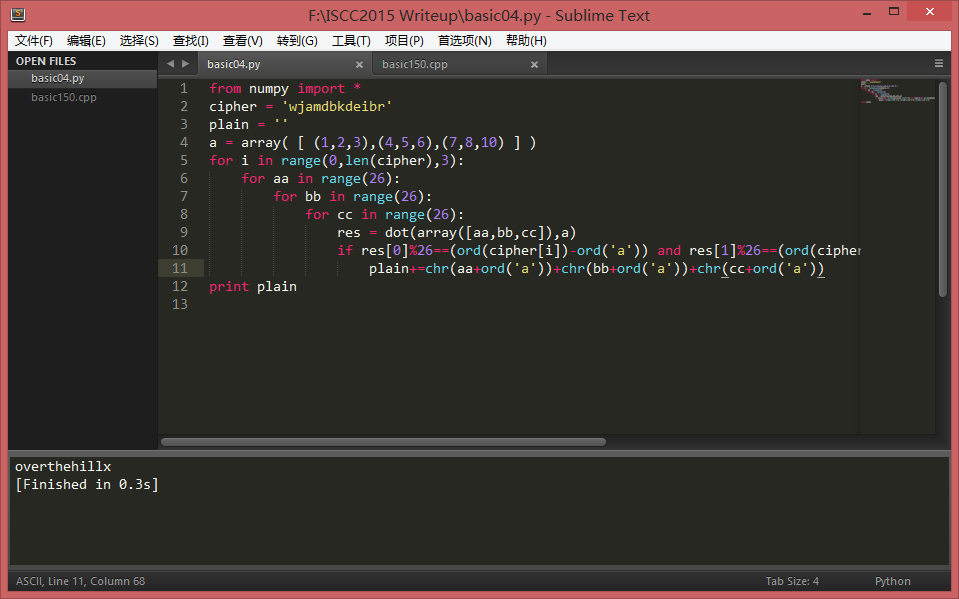 F:\ISCC2015 Writeup\basic04.py - Sublime Text
文件(F) 编辑(E) 选择(S) 查找(I) 查看(V) 转到(G) 工具(T) 项目(P) 首选项(N) 帮助(H)
OPEN FILES
basic04.py
basic150.cpp
basic04.py × basic150.cpp ×
1 from numpy import *
2 cipher = 'wjamdbkdeibr'
3 plain = ''
4 a = array( [ (1,2,3),(4,5,6),(7,8,10) ] )
5 for i in range(0,len(cipher),3):
6 for aa in range(26):
7 for bb in range(26):
8 for cc in range(26):
9 res = dot(array([aa,bb,cc]),a)
10 if res[0]%26==(ord(cipher[i])-ord('a')) and res[1]%26==(ord(cipher
11 plain+=chr(aa+ord('a'))+chr(bb+ord('a'))+chr(cc+ord('a'))
12 print plain
13
overthehillx
[Finished in 0.3s]
ASCII, Line 11, Column 68 Tab Size: 4 Python